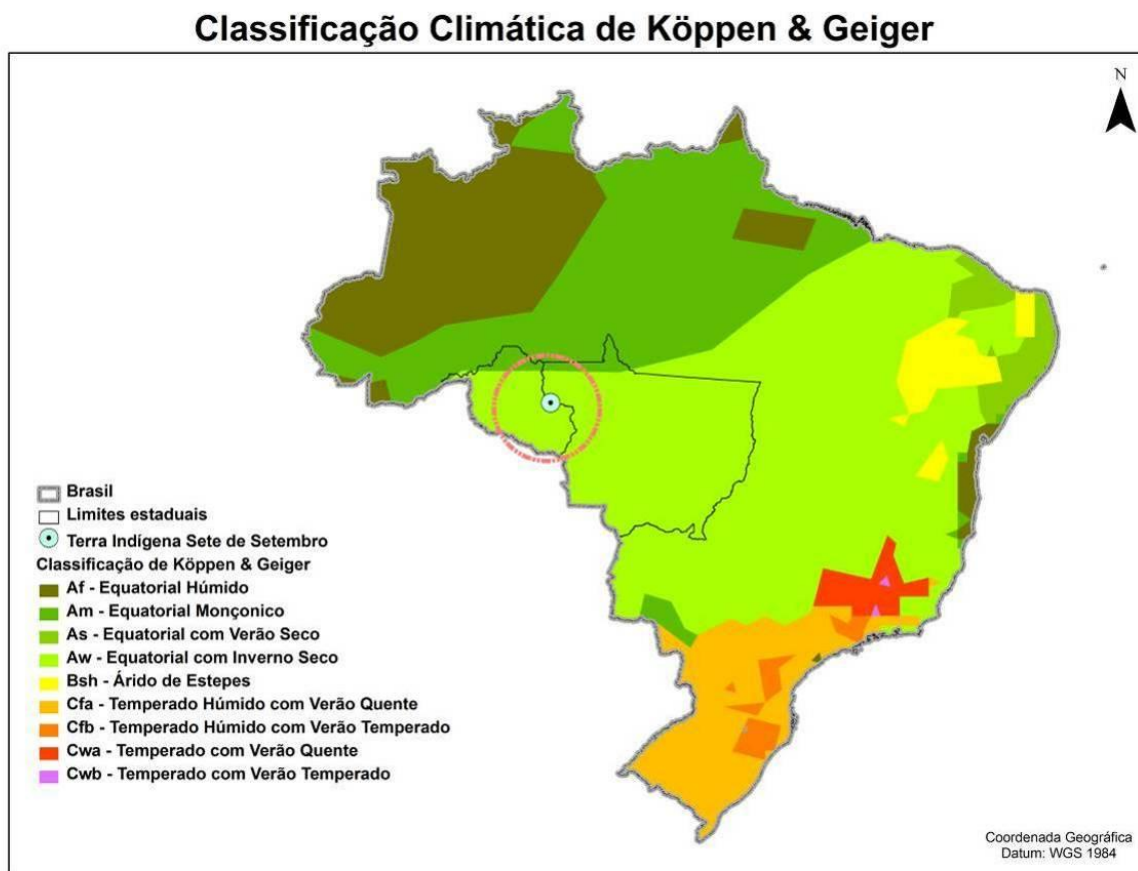 Classificação Climática de Köppen & Geiger
N
Brasil
Limites estaduais
Terra Indígena Sete de Setembro
Classificação de Köppen & Geiger
Af - Equatorial Húmido
Am - Equatorial Monçonico
As - Equatorial com Verão Seco
Aw - Equatorial com Inverno Seco
Bsh - Árido de Estepes
Cfa - Temperado Húmido com Verão Quente
Cfb - Temperado Húmido com Verão Temperado
Cwa - Temperado com Verão Quente
Cwb - Temperado com Verão Temperado
Coordenada Geográfica
Datum: WGS 1984